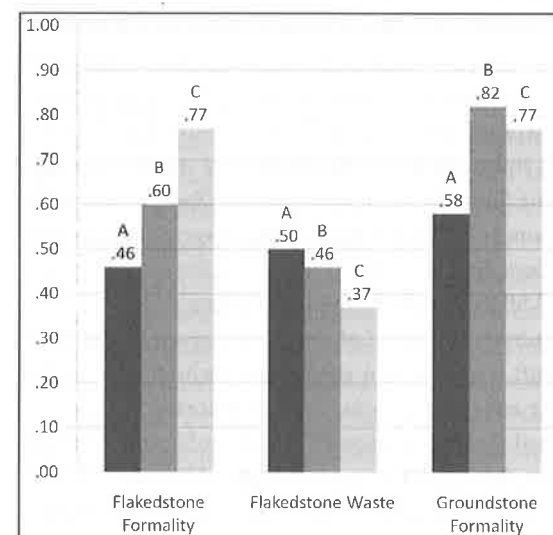 1.00
.90
.80
.70
.60
.50
.40
.30
.20
.10
.00
A
.46
B
.60
C
.77
A
.50
B
.46
C
.37
A
.58
B
.82
C
.77
Flakedstone
Formality
Flakedstone Waste
Groundstone
Formality